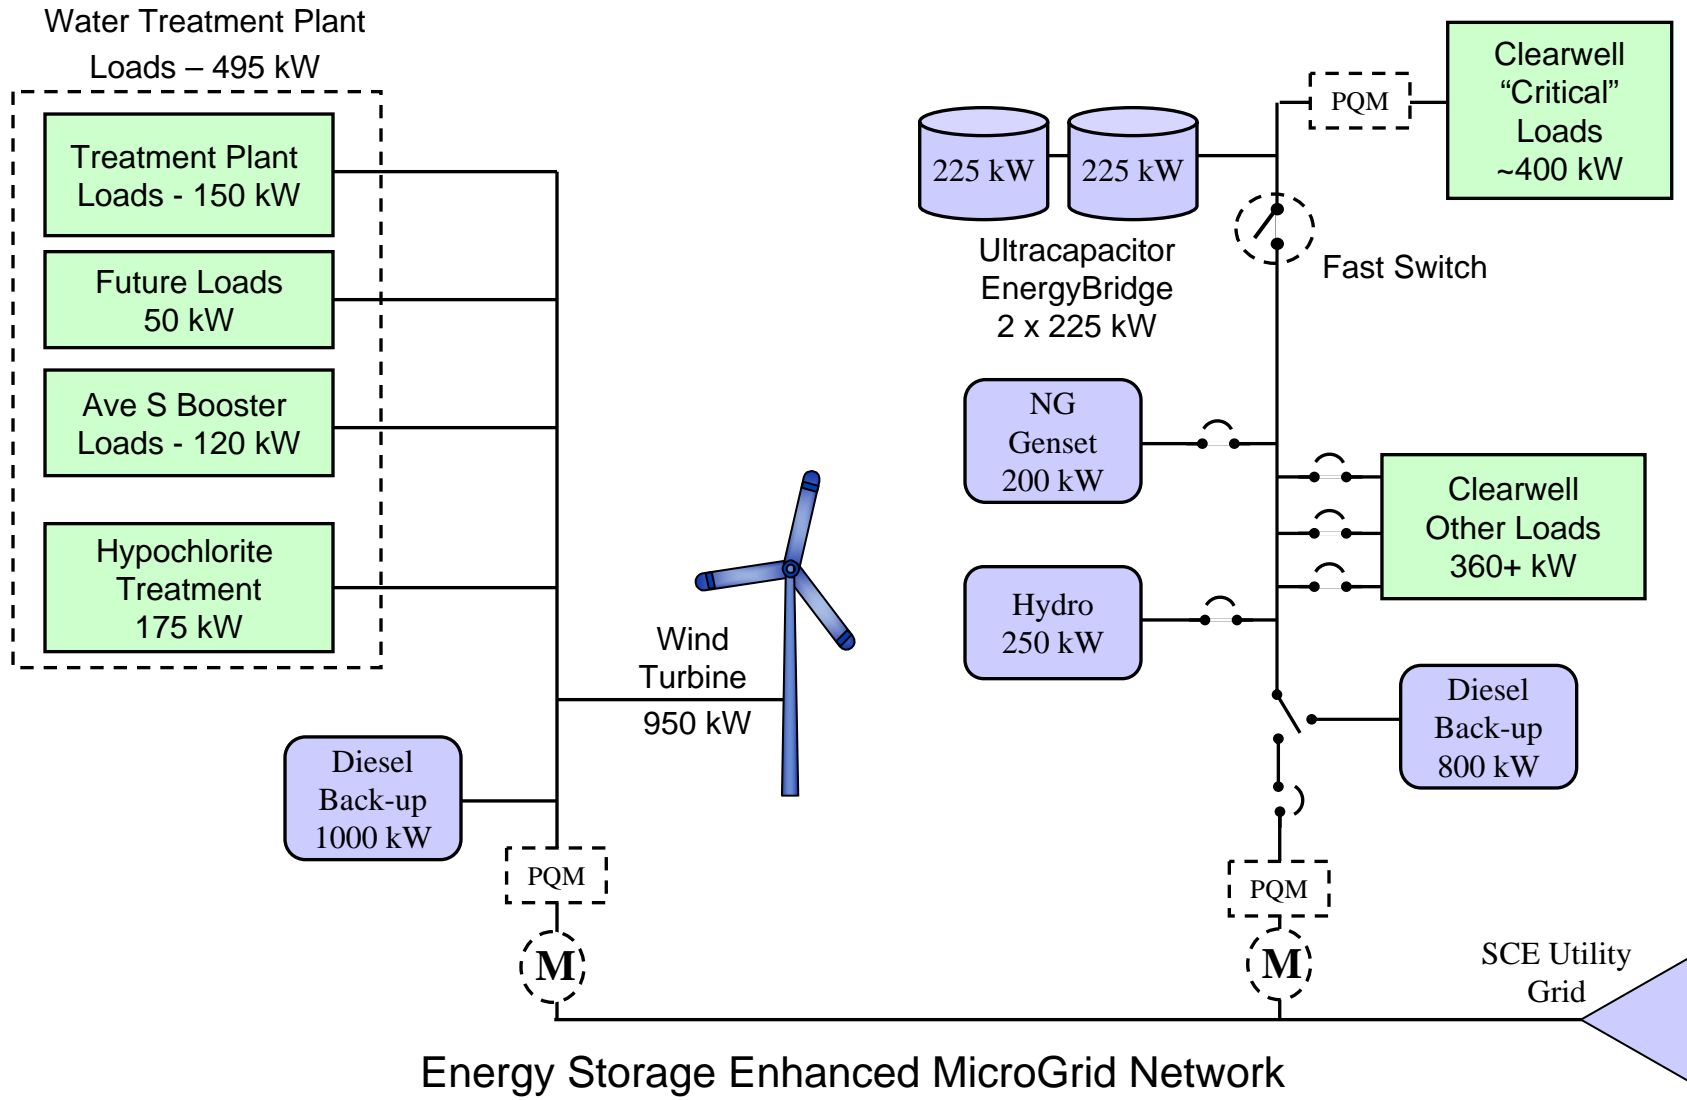 Water Treatment Plant
Loads – 495 kW
Treatment Plant
Loads - 150 kW
Future Loads
50 kW
Ave S Booster
Loads - 120 kW
Hypochlorite
Treatment
175 kW
Wind
Turbine
950 kW
Diesel
Back-up
1000 kW
PQM
M
225 kW
225 kW
Ultracapacitor
EnergyBridge
2 x 225 kW
PQM
Clearwell
“Critical”
Loads
~400 kW
Fast Switch
NG
Genset
200 kW
Clearwell
Other Loads
360+ kW
Hydro
250 kW
Diesel
Back-up
800 kW
PQM
M
SCE Utility
Grid
Energy Storage Enhanced MicroGrid Network